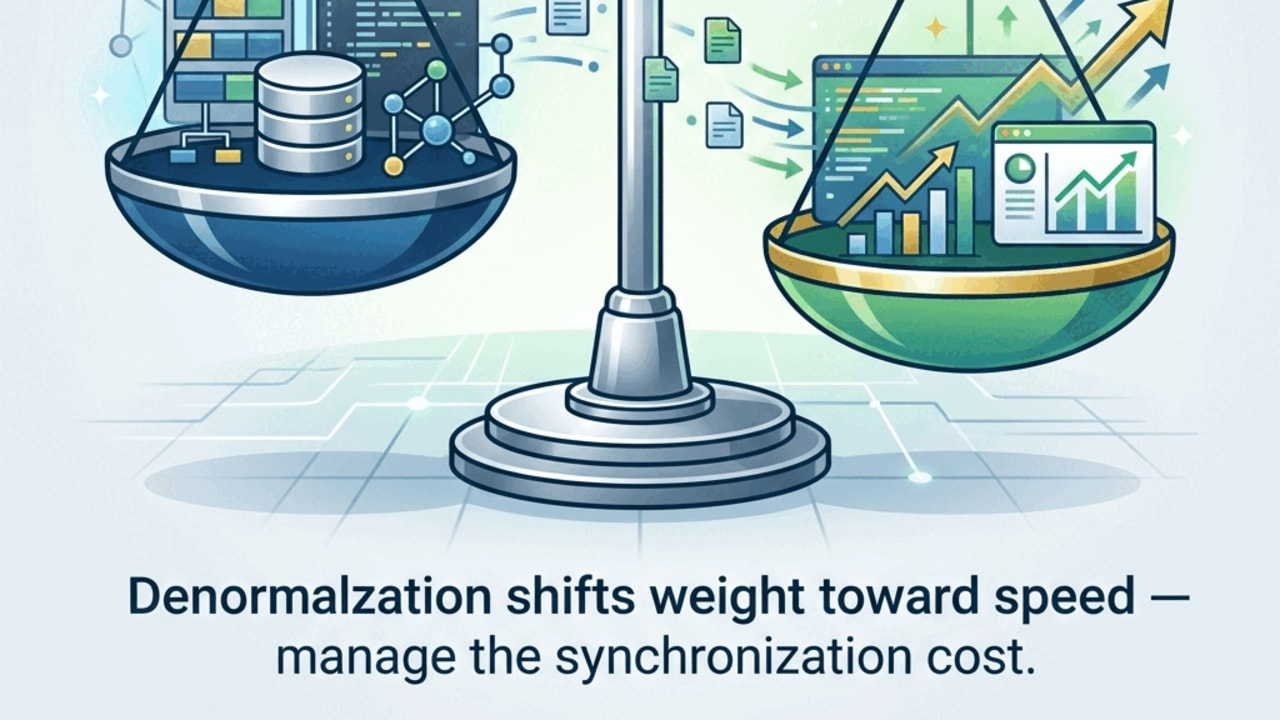 Denormalzation shifts weight toward speed —
manage the synchronization cost.